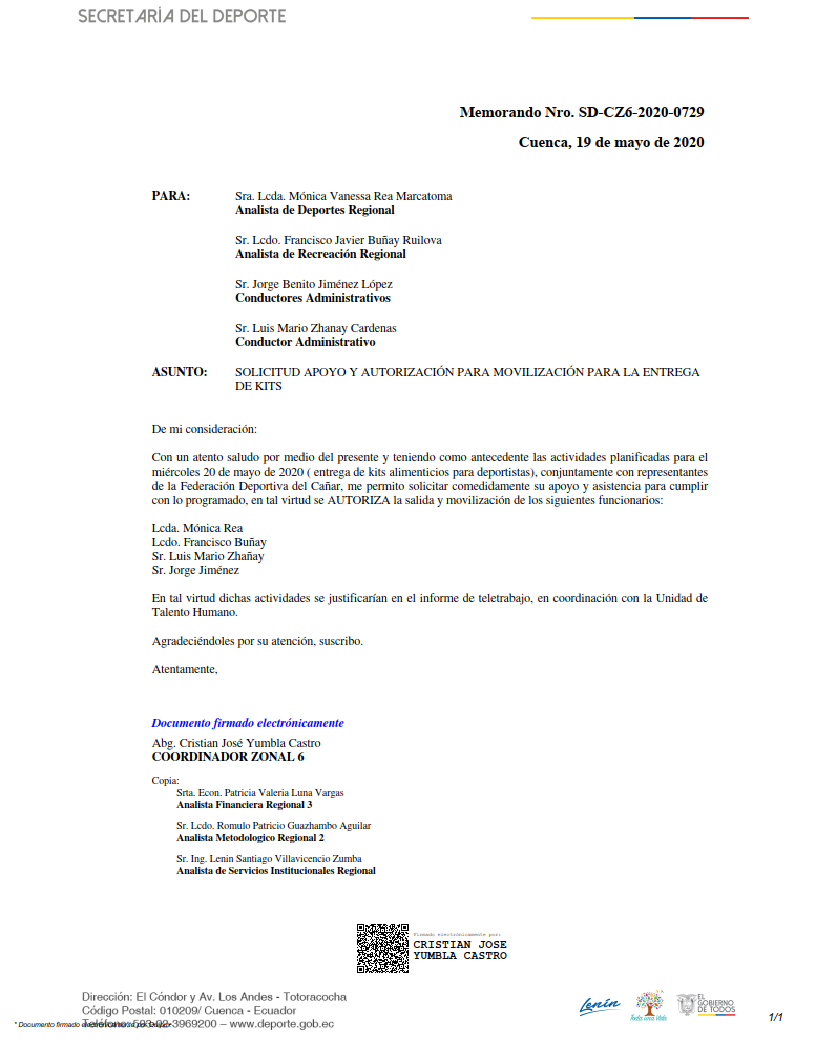 SECRETARÍA DEL DEPORTE
Memorando Nro. SD-CZ6-2020-0729
Cuenca, 19 de mayo de 2020
PARA: Sra. Lcda. Mónica Vanessa Rea Marcatoma
Analista de Deportes Regional
Sr. Lcdo. Francisco Javier Buñay Ruilova
Analista de Recreación Regional
Sr. Jorge Benito Jiménez López
Conductores Administrativos
Sr. Luis Mario Zhanay Cardenas
Conductor Administrativo
ASUNTO: SOLICITUD APOYO Y AUTORIZACIÓN PARA MOVILIZACIÓN PARA LA ENTREGA
DE KITS
De mi consideración:
Con un atento saludo por medio del presente y teniendo como antecedente las actividades planificadas para el
miércoles 20 de mayo de 2020 ( entrega de kits alimenticios para deportistas), conjuntamente con representantes
de la Federación Deportiva del Cañar, me permito solicitar comedidamente su apoyo y asistencia para cumplir
con lo programado, en tal virtud se AUTORIZA la salida y movilización de los siguientes funcionarios:
Lcda. Mónica Rea
Lcdo. Francisco Buñay
Sr. Luis Mario Zhañay
Sr. Jorge Jiménez
En tal virtud dichas actividades se justificarían en el informe de teletrabajo, en coordinación con la Unidad de
Talento Humano.
Agradeciéndoles por su atención, suscribo.
Atentamente,
Documento firmado electrónicamente
Abg. Cristian José Yumbla Castro
COORDINADOR ZONAL 6
Copia:
Srta. Econ. Patricia Valeria Luna Vargas
Analista Financiera Regional 3
Sr. Lcdo. Romulo Patricio Guazhambo Aguilar
Analista Metodologico Regional 2
Sr. Ing. Lenin Santiago Villavicencio Zumba
Analista de Servicios Institucionales Regional
Firmado electrónicamente por:
CRISTIAN JOSE
YUMBLA CASTRO
Dirección: El Cóndor y Av. Los Andes - Totoracocha
Código Postal: 010209/ Cuenca - Ecuador
Teléfono: 593-02-3969200 – www.deporte.gob.ec
* Documento firmado
Lenín
Toda una Vida
EL GOBIERNO DE TODOS
1/1